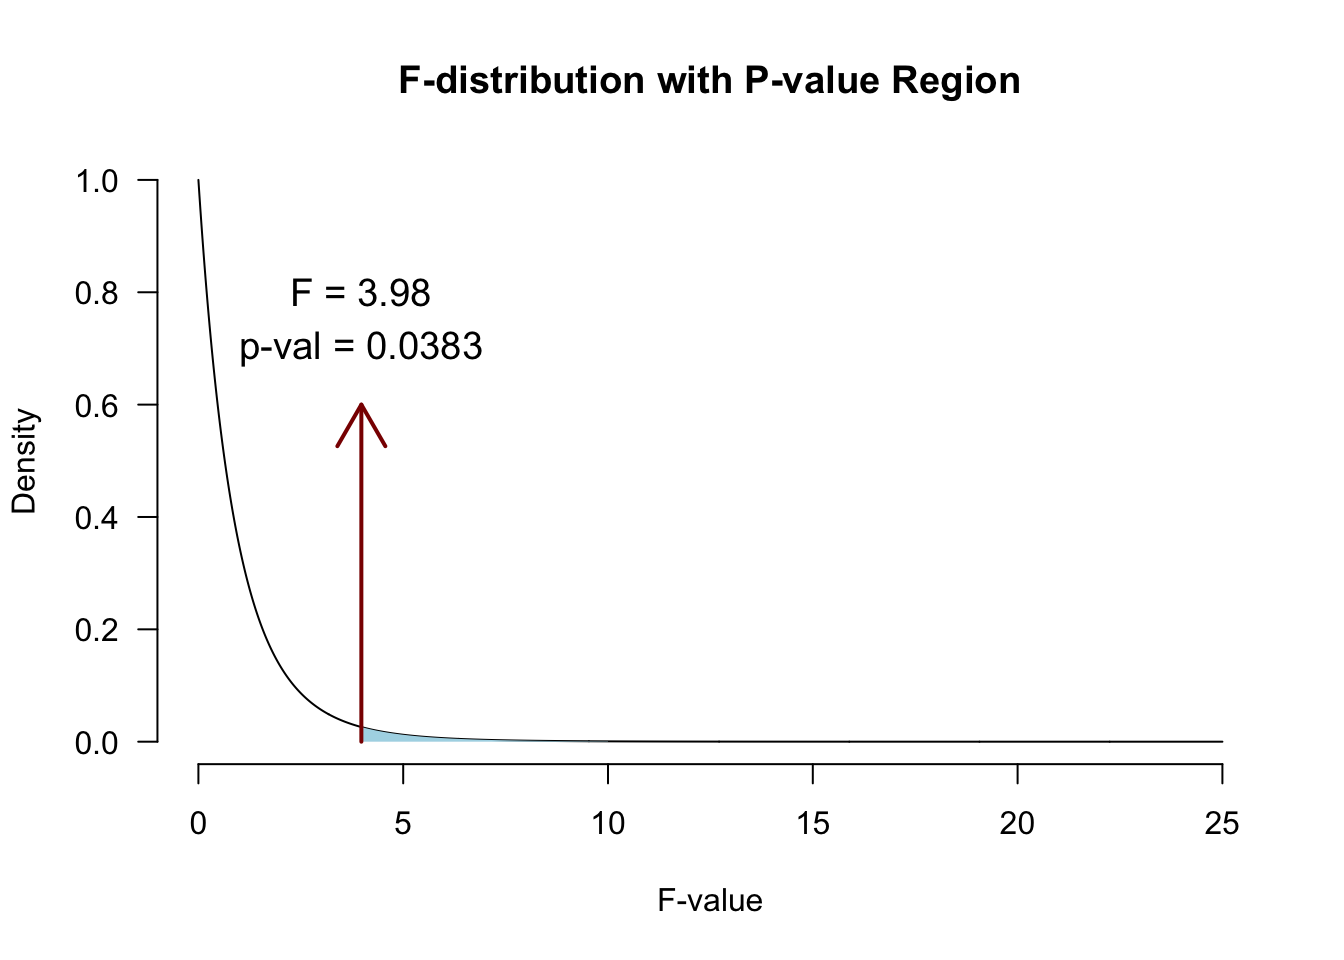 F-distribution with P-value Region
1.0
0.8
0.6
0.4
0.2
0.0
Density
F = 3.98
p-val = 0.0383
0 5 10 15 20 25
F-value